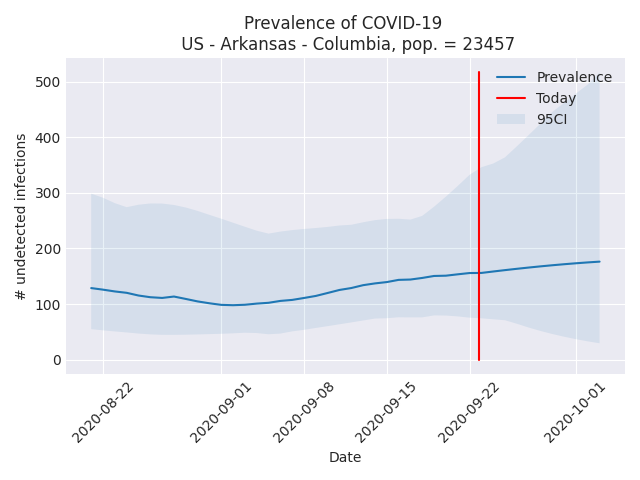 Prevalence of COVID-19
US - Arkansas - Columbia, pop. = 23457
500
400
300
200
100
0
# undetected infections
Prevalence
Today
95CI
2020-08-22
2020-09-01
2020-09-08
2020-09-15
2020-09-22
2020-10-01
Date